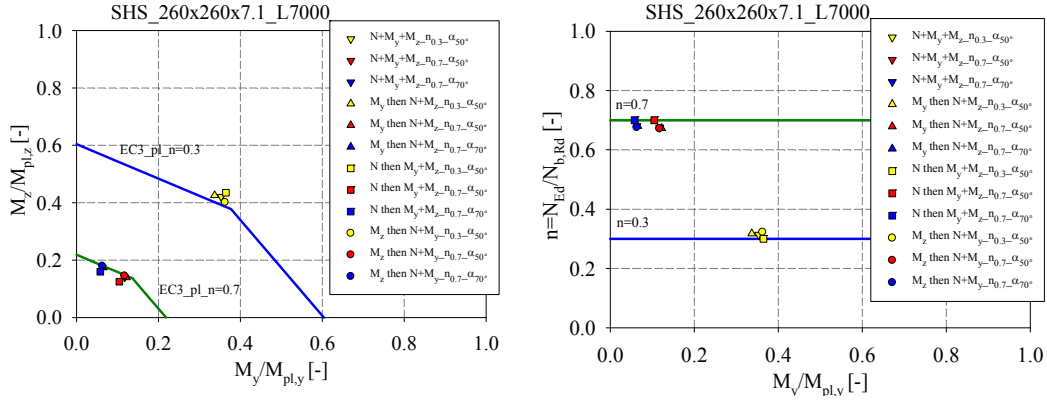 SHS_260x260x7.1_L7000
1.0
0.8
0.6
0.4
0.2
0.0
M_z/M_pl,z [-]
EC3_pl_n=0.3
EC3_pl_n=0.7
0.0 0.2 0.4 0.6 0.8 1.0
M_y/M_pl,y [-]
N+M_y+M_z_n_0.3_α_50°
N+M_y+M_z_n_0.7_α_50°
N+M_y+M_z_n_0.7_α_70°
M_y then N+M_z_n_0.3_α_50°
M_y then N+M_z_n_0.7_α_50°
M_y then N+M_z_n_0.7_α_70°
N then M_y+M_z_n_0.3_α_50°
N then M_y+M_z_n_0.7_α_50°
N then M_y+M_z_n_0.7_α_70°
M_z then N+M_y_n_0.3_α_50°
M_z then N+M_y_n_0.7_α_50°
M_z then N+M_y_n_0.7_α_70°
SHS_260x260x7.1_L7000
1.0
0.8
0.6
0.4
0.2
0.0
n=N_Ed/N_b,Rd [-]
n=0.7
n=0.3
0.0 0.2 0.4 0.6 0.8 1.0
M_y/M_pl,y [-]
N+M_y+M_z_n_0.3_α_50°
N+M_y+M_z_n_0.7_α_50°
N+M_y+M_z_n_0.7_α_70°
M_y then N+M_z_n_0.3_α_50°
M_y then N+M_z_n_0.7_α_50°
M_y then N+M_z_n_0.7_α_70°
N then M_y+M_z_n_0.3_α_50°
N then M_y+M_z_n_0.7_α_50°
N then M_y+M_z_n_0.7_α_70°
M_z then N+M_y_n_0.3_α_50°
M_z then N+M_y_n_0.7_α_50°
M_z then N+M_y_n_0.7_α_70°